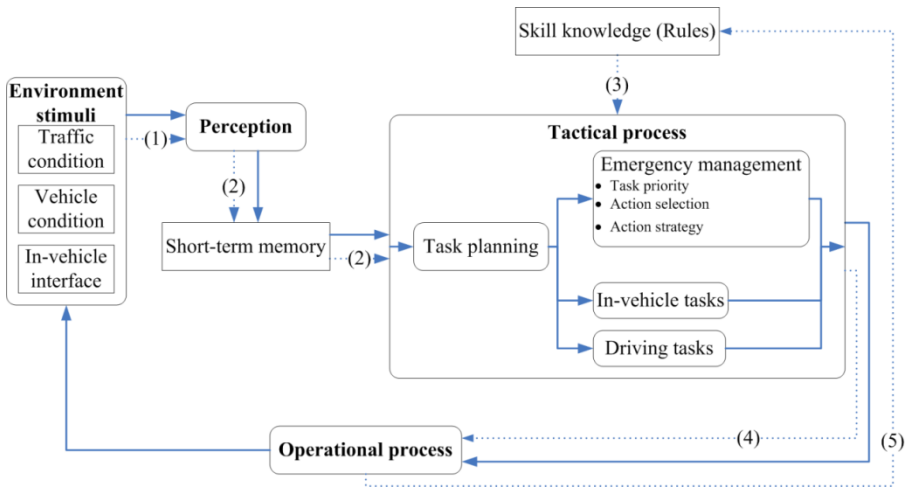 Skill knowledge (Rules)
(3)
Environment
stimuli
Traffic
condition
Vehicle
condition
In-vehicle
interface
(1)
Perception
(2)
Short-term memory
(2)
Tactical process
Task planning
Emergency management
• Task priority
• Action selection
• Action strategy
In-vehicle tasks
Driving tasks
(4)
(5)
Operational process